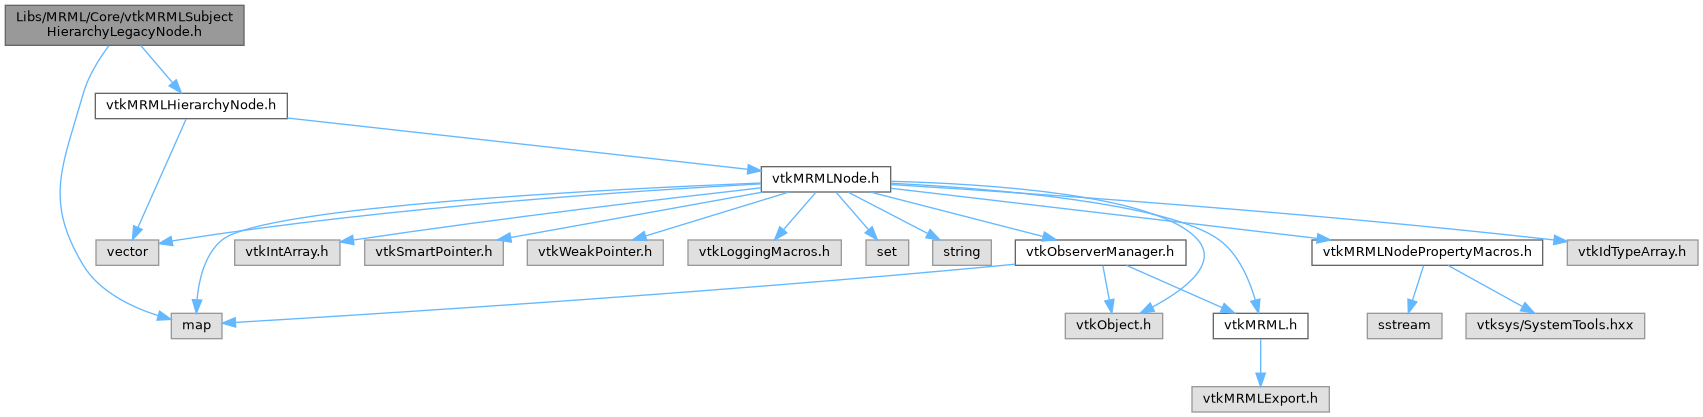 Libs/MRML/Core/vtkMRMLSubject
HierarchyLegacyNode.h
vtkMRMLHierarchyNode.h
vtkMRMLNode.h
vector
vtkIntArray.h
vtkSmartPointer.h
vtkWeakPointer.h
vtkLoggingMacros.h
set
string
vtkObserverManager.h
vtkMRMLNodePropertyMacros.h
vtkIdTypeArray.h
map
vtkObject.h
vtkMRML.h
sstream
vtksys/SystemTools.hxx
vtkMRMLExport.h